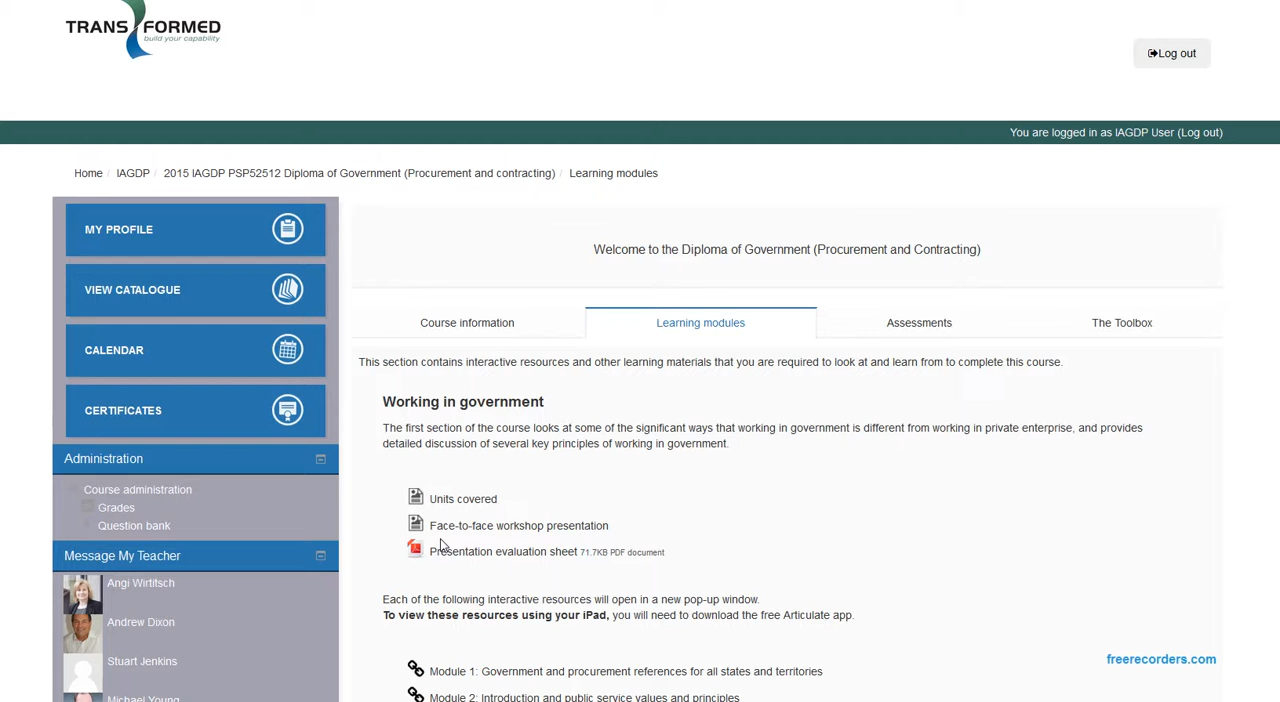 TRANSFORMED
build your capability
Log out
You are logged in as IAGDP User (Log out)
Home / IAGDP / 2015 IAGDP PSP52512 Diploma of Government (Procurement and contracting) / Learning modules
MY PROFILE
VIEW CATALOGUE
CALENDAR
CERTIFICATES
Administration
Course administration
Grades
Question bank
Message My Teacher
Angi Wirtitsch
Andrew Dixon
Stuart Jenkins
Michael Young
Welcome to the Diploma of Government (Procurement and Contracting)
Course information
Learning modules
Assessments
The Toolbox
This section contains interactive resources and other learning materials that you are required to look at and learn from to complete this course.
Working in government
The first section of the course looks at some of the significant ways that working in government is different from working in private enterprise, and provides
detailed discussion of several key principles of working in government.
Units covered
Face-to-face workshop presentation
Presentation evaluation sheet 71.7KB PDF document
Each of the following interactive resources will open in a new pop-up window.
To view these resources using your iPad, you will need to download the free Articulate app.
Module 1: Government and procurement references for all states and territories
Module 2: Introduction and public service values and principles
freerecorders.com